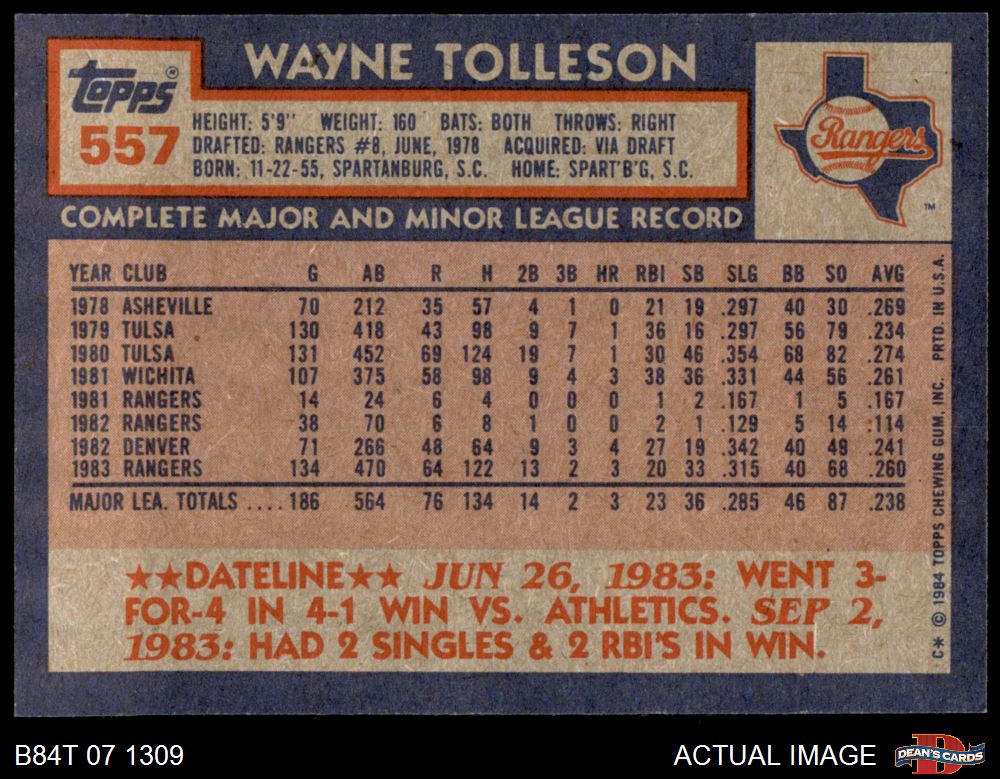 WAYNE TOLLESON
topps®
557
HEIGHT: 5'9" WEIGHT: 160 BATS: BOTH THROWS: RIGHT
DRAFTED: RANGERS #8, JUNE, 1978 ACQUIRED: VIA DRAFT
BORN: 11-22-55, SPARTANBURG, S.C. HOME: SPART'B'G, S.C.
Rangers
TM
COMPLETE MAJOR AND MINOR LEAGUE RECORD
YEAR CLUB G AB R H 2B 3B HR RBI SB SLG BB SO AVG
1978 ASHEVILLE 70 212 35 57 4 1 0 21 19 .297 40 30 .269
1979 TULSA 130 418 43 98 9 7 1 36 16 .297 56 79 .234
1980 TULSA 131 452 69 124 19 7 1 30 46 .354 68 82 .274
1981 WICHITA 107 375 58 98 9 4 3 38 36 .331 44 56 .261
1981 RANGERS 14 24 6 4 0 0 0 1 2 .167 1 5 .167
1982 RANGERS 38 70 6 8 1 0 0 2 1 .129 5 14 .114
1982 DENVER 71 266 48 64 9 3 4 27 19 .342 40 49 .241
1983 RANGERS 134 470 64 122 13 2 3 20 33 .315 40 68 .260
MAJOR LEA. TOTALS .... 186 564 76 134 14 2 3 23 36 .285 46 87 .238
★★DATELINE★★ JUN 26, 1983: WENT 3-
FOR-4 IN 4-1 WIN VS. ATHLETICS. SEP 2,
1983: HAD 2 SINGLES & 2 RBI'S IN WIN.
C* © 1984 TOPPS CHEWING GUM, INC. PRTD. IN U.S.A.
B84T 07 1309
ACTUAL IMAGE
DEAN'S CARDS